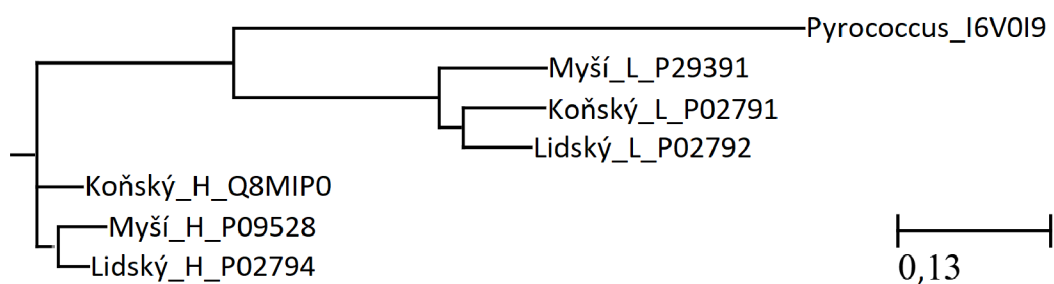 Pyrococcus_I6V0I9
Myší_L_P29391
Koňský_L_P02791
Lidský_L_P02792
Koňský_H_Q8MIP0
Myší_H_P09528
Lidský_H_P02794
0,13